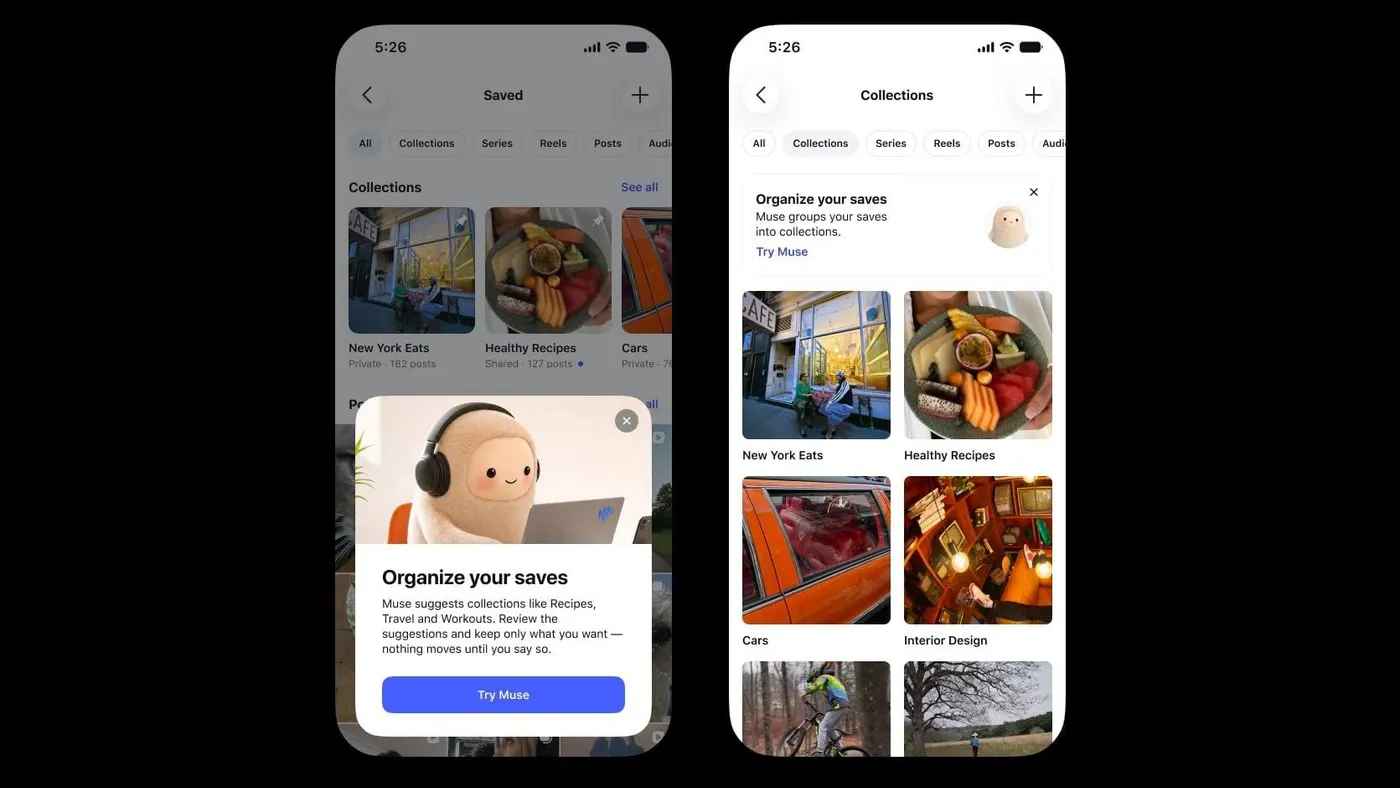 5:26
Saved
All
Collections
Series
Reels
Posts
Collections
See all
CAFE
New York Eats
Private · 182 posts
Healthy Recipes
Shared · 127 posts
Cars
Private ·
all
Organize your saves
Muse suggests collections like Recipes,
Travel and Workouts. Review the
suggestions and keep only what you want —
nothing moves until you say so.
Try Muse
5:26
Collections
All
Collections
Series
Reels
Posts
Organize your saves
Muse groups your saves
into collections.
Try Muse
CAFE
New York Eats
Healthy Recipes
Cars
Interior Design